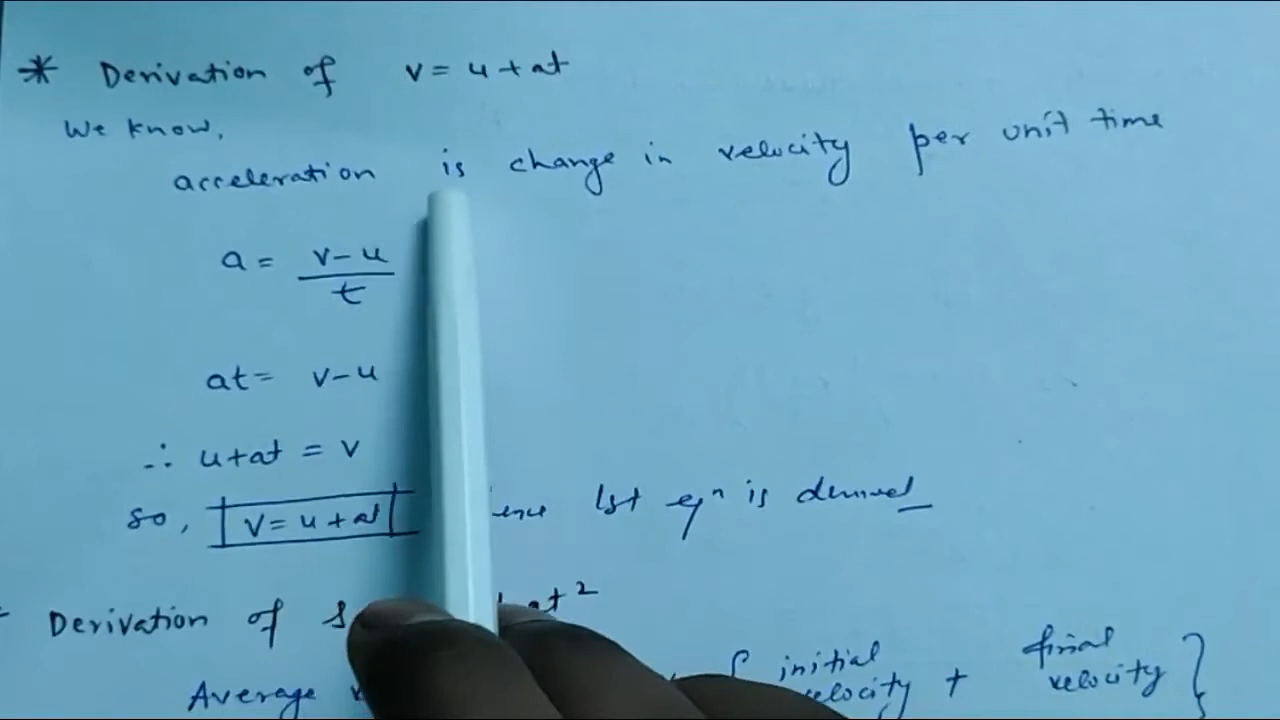 * Derivation of v = u + at
We know,
acceleration is change in velocity per unit time
a = v - u / t
at = v - u
∴ u + at = v
so, v = u + at 1st eqⁿ is derived
Derivation of s at²
Average { initial velocity + final velocity }